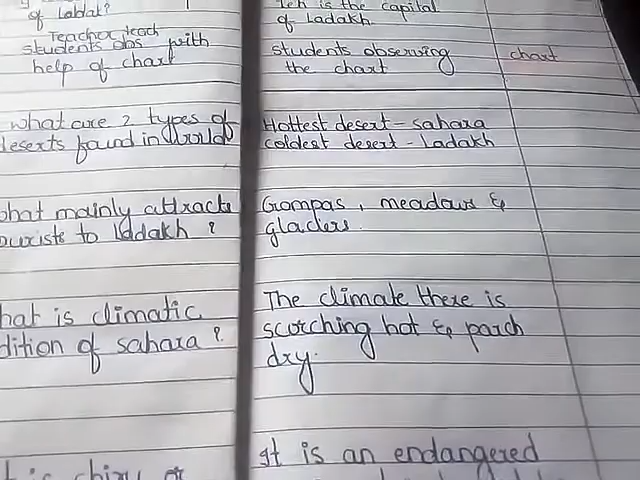 of Ladak?
Teacher teach
students obs with
help of chart
what are 2 types of
deserts found in world
what mainly attracts
tourists to Ladakh ?
hat is climatic
dition of sahara ?
Leh is the capital
of Ladakh
students observing
the chart
Hottest desert - sahara
coldest desert - Ladakh
Gompas, meadows &
glaciers.
The climate there is
scorching hot & parch
dry.
It is an endangered
chart